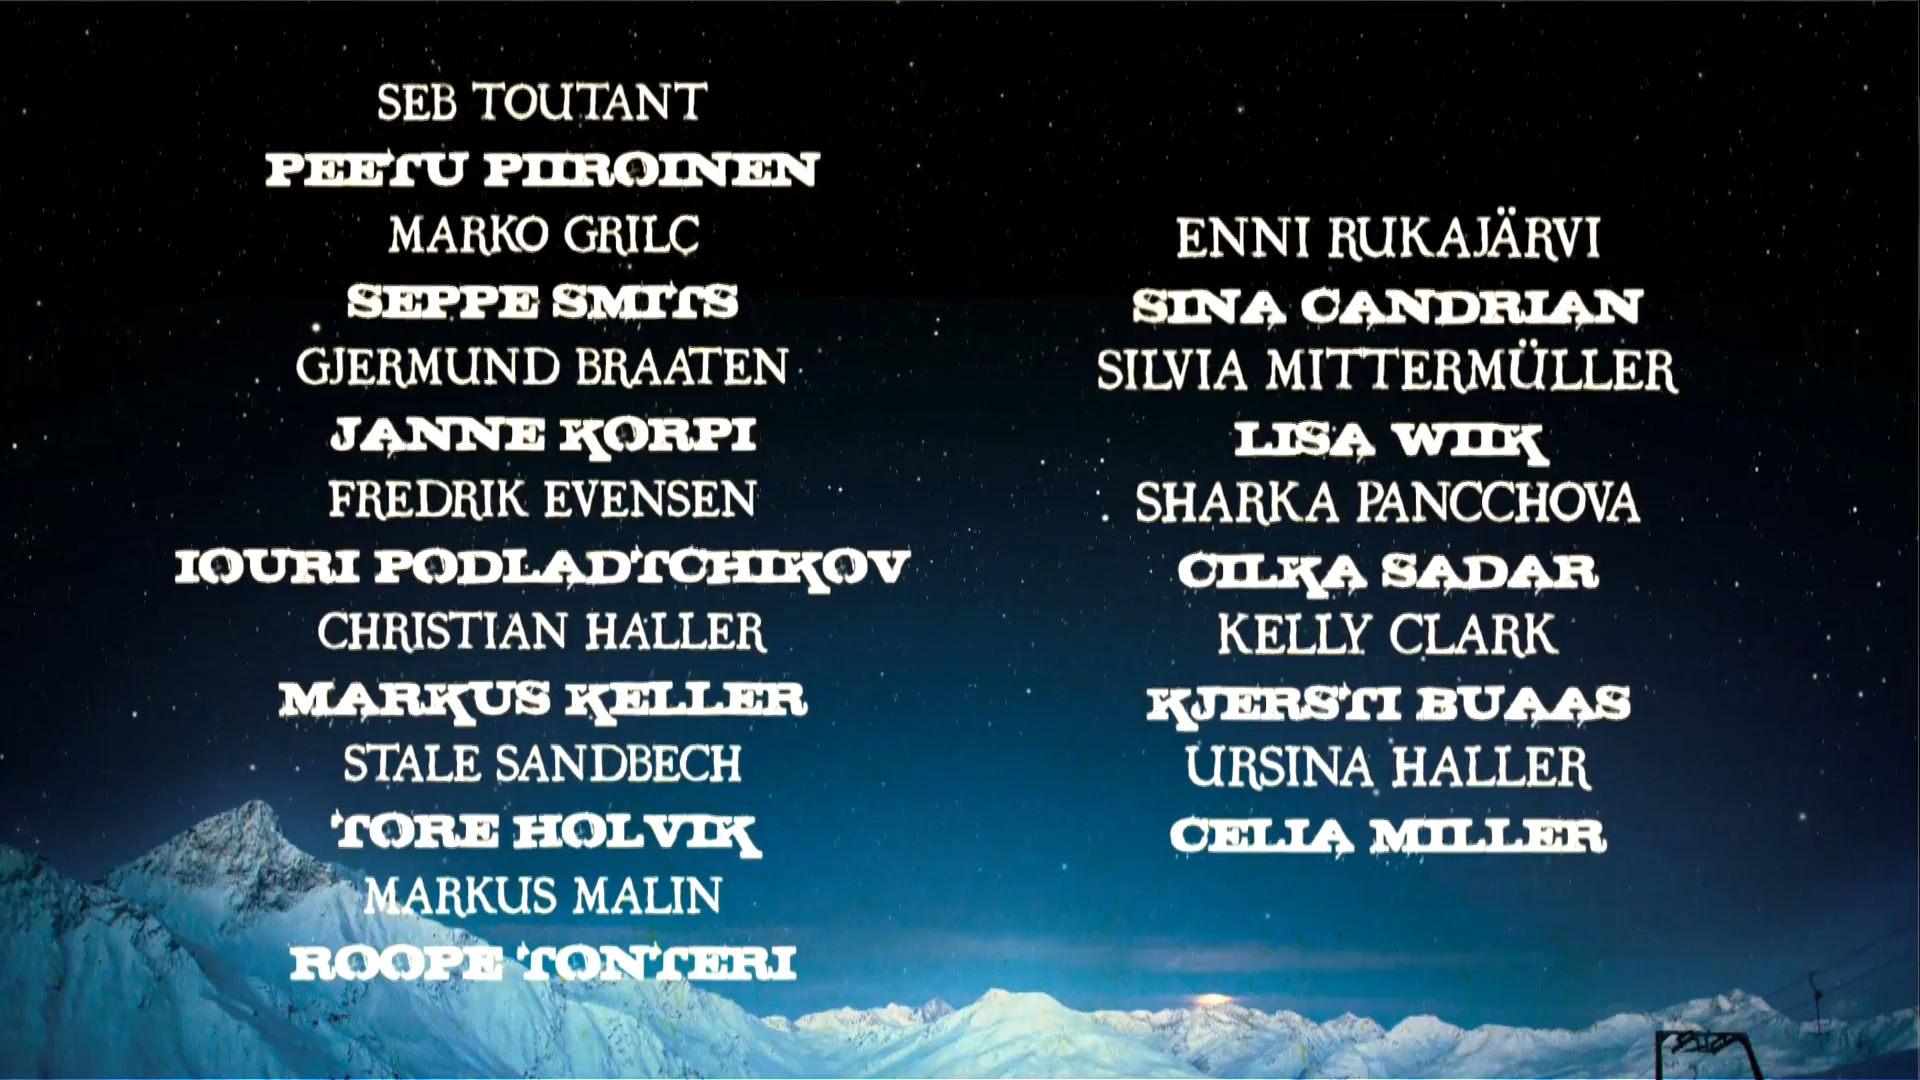 SEB TOUTANT
PEETU PIIROINEN
MARKO GRILC
SEPPE SMITS
GJERMUND BRAATEN
JANNE KORPI
FREDRIK EVENSEN
IOURI PODLADTCHIKOV
CHRISTIAN HALLER
MARKUS KELLER
STALE SANDBECH
TORE HOLVIK
MARKUS MALIN
ROOPE TONTERI
ENNI RUKAJÄRVI
SINA CANDRIAN
SILVIA MITTERMÜLLER
LISA WIIK
SHARKA PANCCHOVA
CILKA SADAR
KELLY CLARK
KJERSTI BUAAS
URSINA HALLER
CELIA MILLER